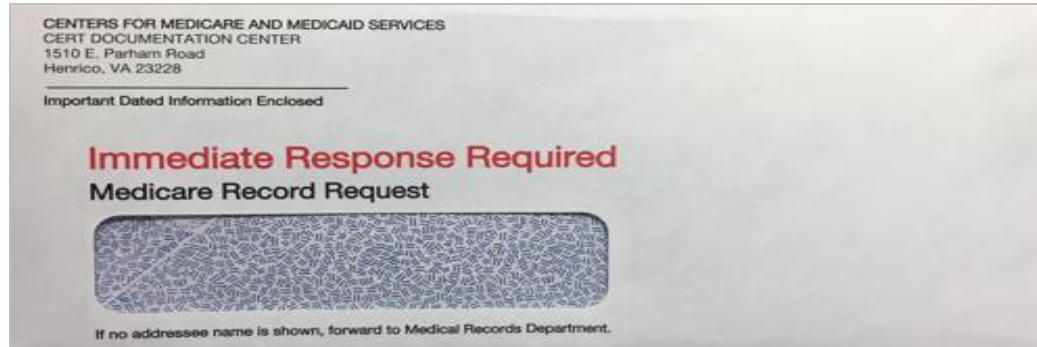 CENTERS FOR MEDICARE AND MEDICAID SERVICES
CERT DOCUMENTATION CENTER
1510 E. Parham Road
Henrico, VA 23228
Important Dated Information Enclosed
Immediate Response Required
Medicare Record Request
If no addressee name is shown, forward to Medical Records Department.